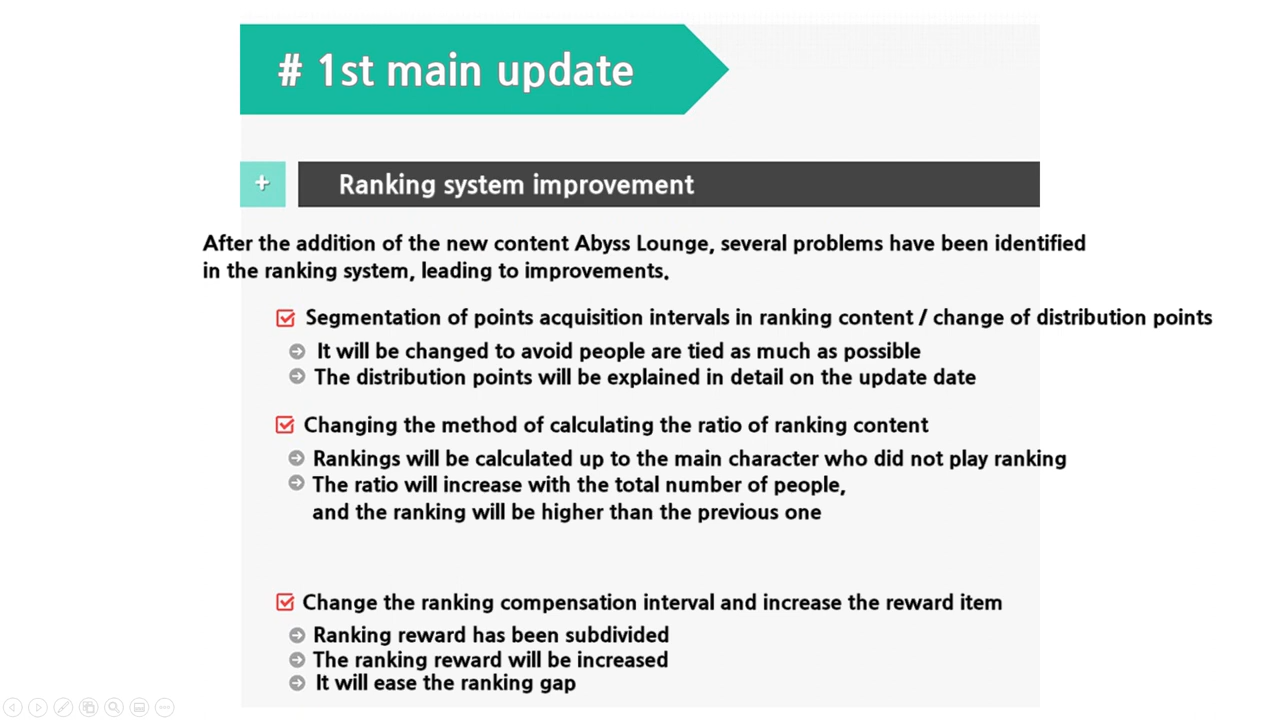 # 1st main update
+
Ranking system improvement
After the addition of the new content Abyss Lounge, several problems have been identified
in the ranking system, leading to improvements.
Segmentation of points acquisition intervals in ranking content / change of distribution points
It will be changed to avoid people are tied as much as possible
The distribution points will be explained in detail on the update date
Changing the method of calculating the ratio of ranking content
Rankings will be calculated up to the main character who did not play ranking
The ratio will increase with the total number of people,
and the ranking will be higher than the previous one
Change the ranking compensation interval and increase the reward item
Ranking reward has been subdivided
The ranking reward will be increased
It will ease the ranking gap